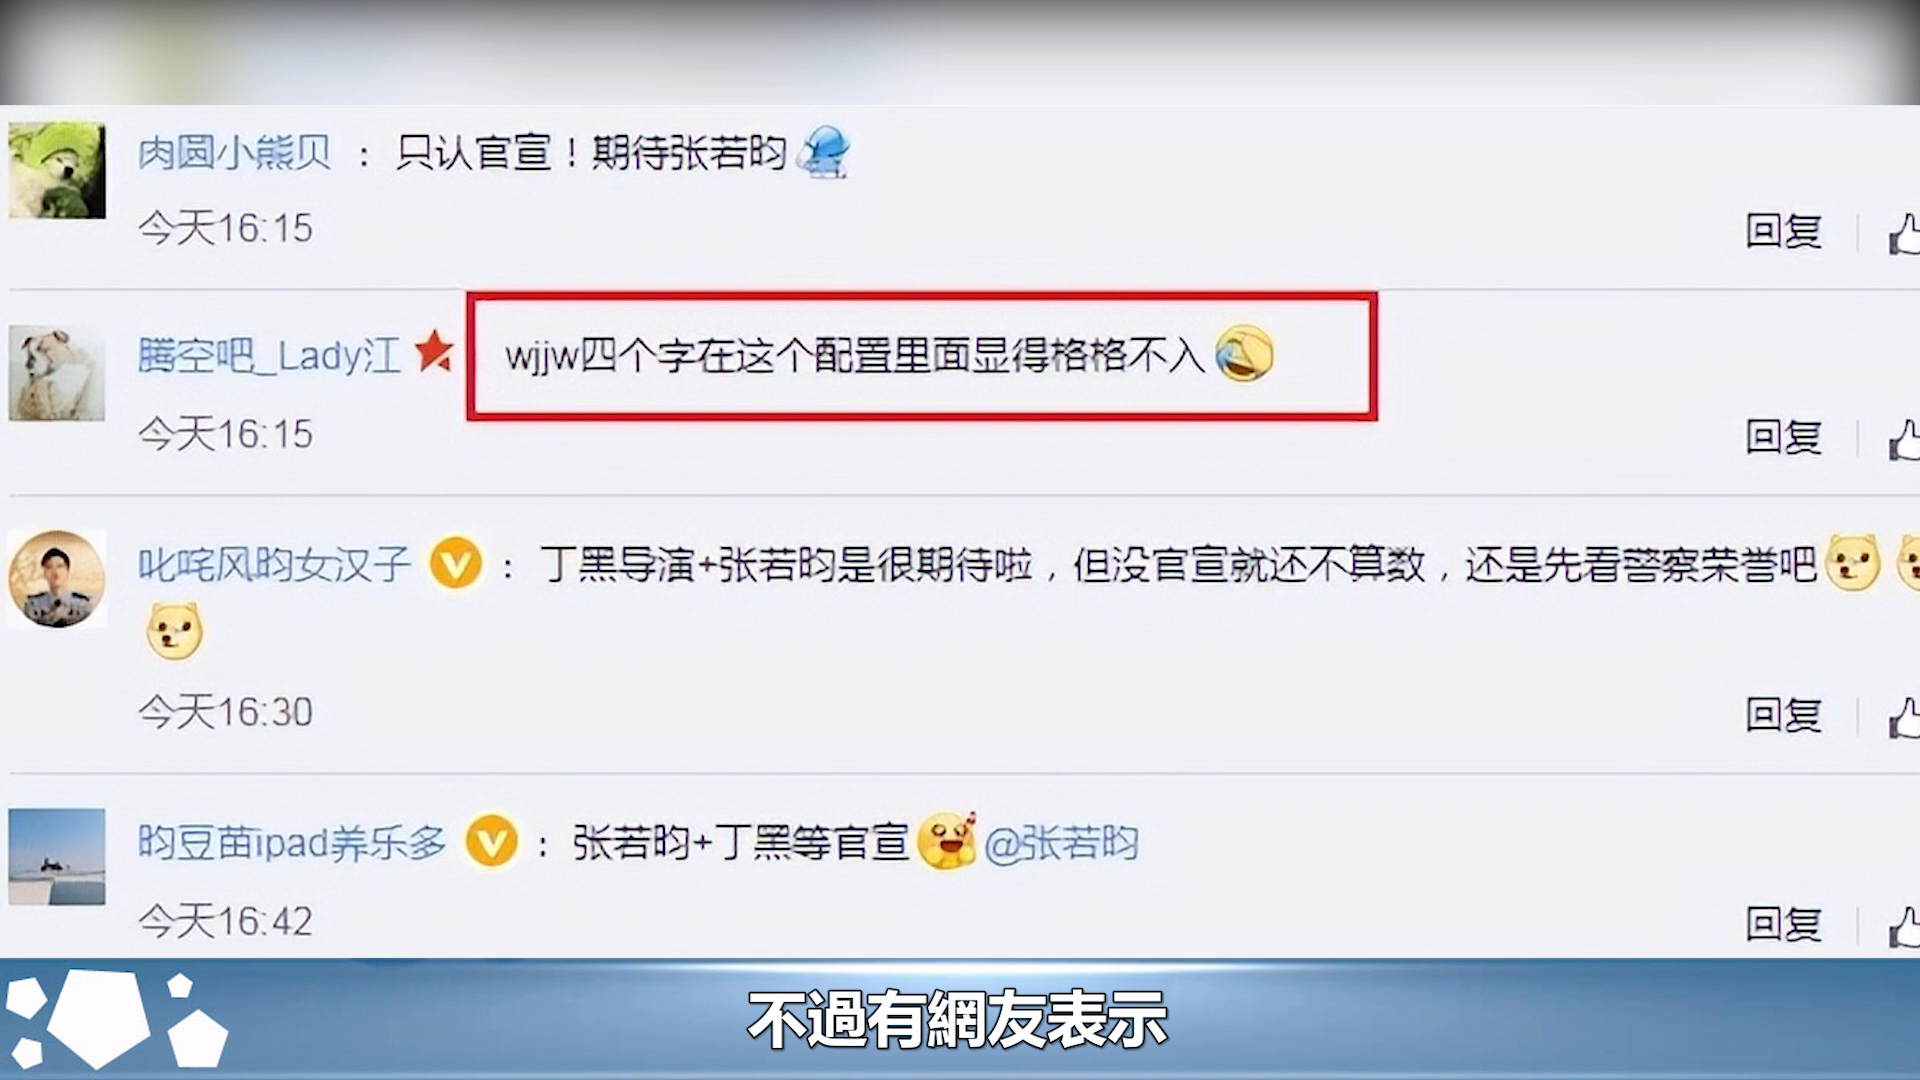 肉圆小熊贝 ：只认官宣！期待张若昀
今天16:15
回复
腾空吧_Lady江
wjjw四个字在这个配置里面显得格格不入
今天16:15
回复
叱咤风昀女汉子 ：丁黑导演+张若昀是很期待啦，但没官宣就还不算数，还是先看警察荣誉吧
今天16:30
回复
昀豆苗ipad养乐多 ：张若昀+丁黑等官宣 @张若昀
今天16:42
回复
不過有網友表示